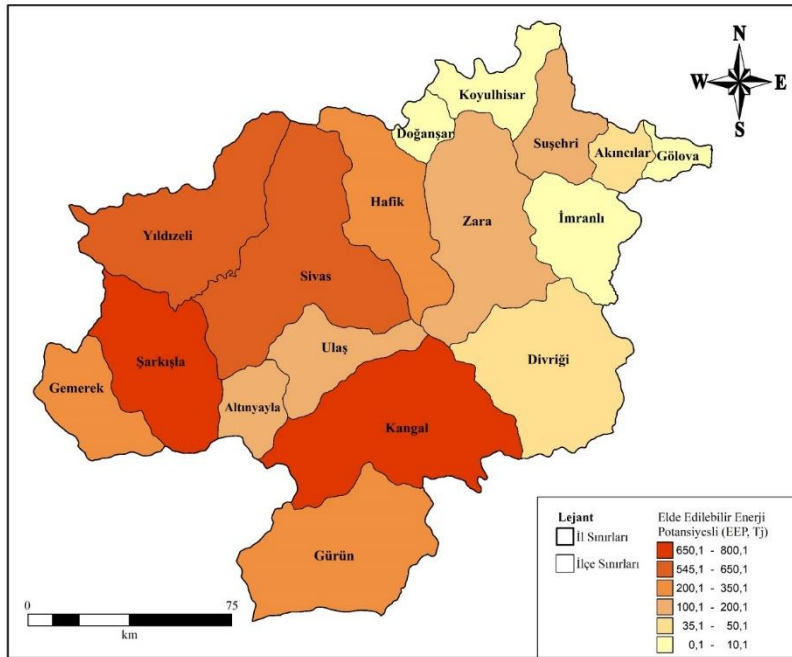 N
W E
S
Koyulhisar
Doğanşar
Suşehri
Akıncılar
Gölova
Hafik
Zara
İmranlı
Yıldızeli
Sivas
Ulaş
Divriği
Şarkışla
Gemerek
Altınyayla
Kangal
Gürün
0 75
km
Lejant
İl Sınırları
İlçe Sınırları
Elde Edilebilir Enerji
Potansiyesli (EEP, Tj)
650,1 - 800,1
545,1 - 650,1
200,1 - 350,1
100,1 - 200,1
35,1 - 50,1
0,1 - 10,1